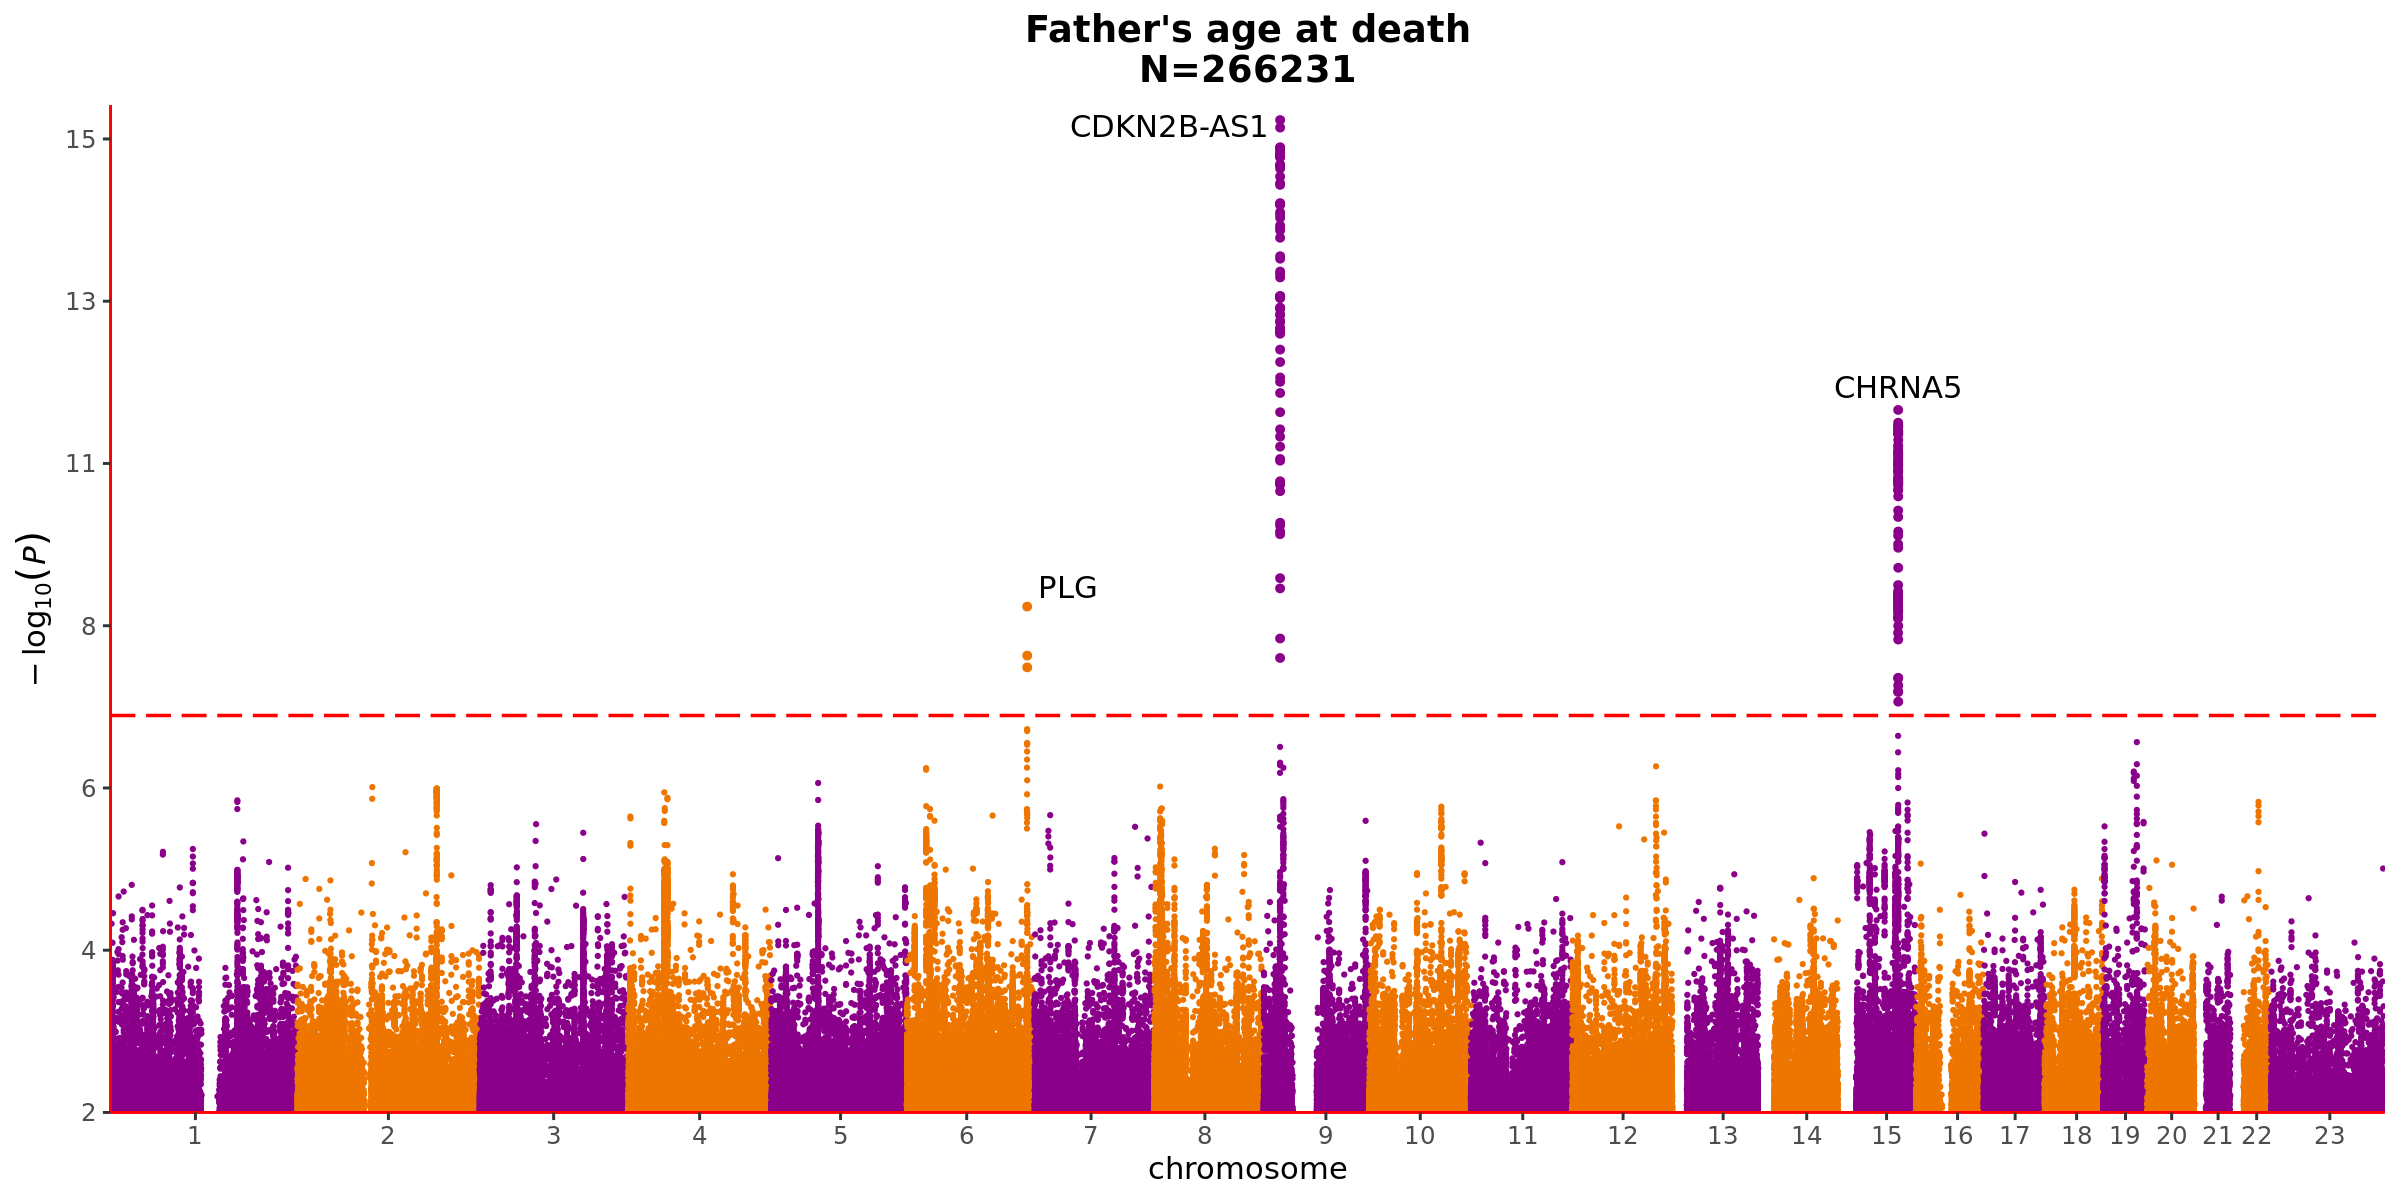 Father's age at death
N=266231
CDKN2B-AS1
CHRNA5
PLG
15
13
11
8
6
4
2
−log10(P)
1 2 3 4 5 6 7 8 9 10 11 12 13 14 15 16 17 18 19 20 21 22 23
chromosome